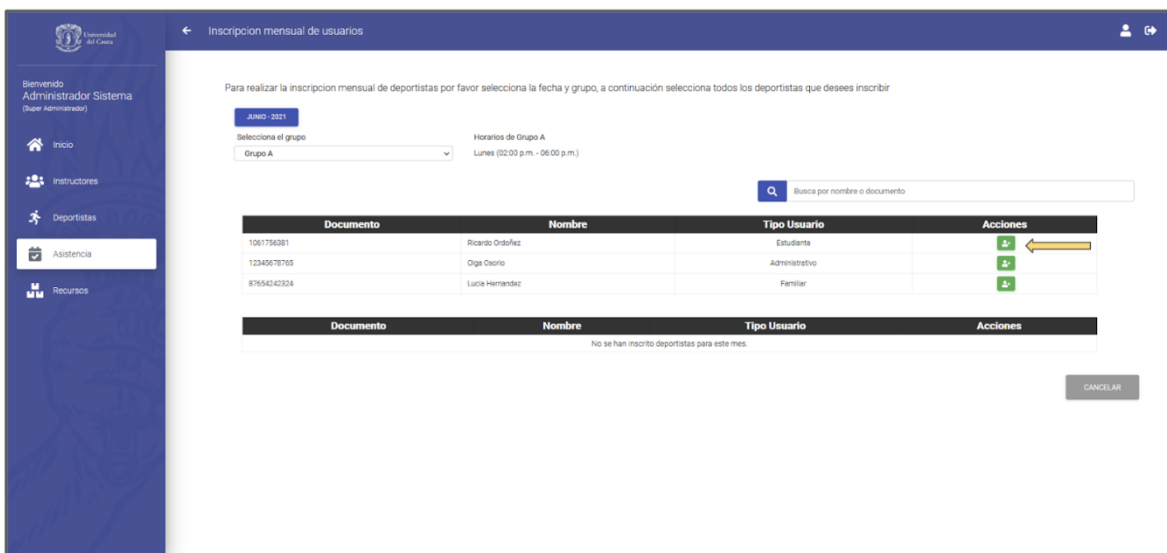 Universidad
del Cauca
Inscripcion mensual de usuarios
Bienvenido
Administrador Sistema
(Super Administrador)
Inicio
Instructores
Deportistas
Asistencia
Recursos
Para realizar la inscripcion mensual de deportistas por favor selecciona la fecha y grupo, a continuación selecciona todos los deportistas que desees inscribir
JUNIO - 2021
Selecciona el grupo
Horarios de Grupo A
Grupo A
Lunes (02:00 p.m. - 06:00 p.m.)
Busca por nombre o documento
Documento Nombre Tipo Usuario Acciones
1061756381 Ricardo Ordoñez Estudiante
12345678765 Olga Osorio Administrativo
87654242324 Lucia Hernandez Familiar
Documento Nombre Tipo Usuario Acciones
No se han inscrito deportistas para este mes.
CANCELAR